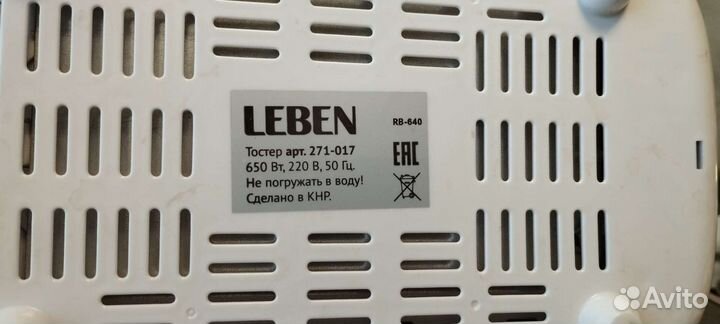 LEBEN
RB-640
Тостер арт. 271-017
650 Вт, 220 В, 50 Гц.
Не погружать в воду!
Сделано в КНР.
EAC
Avito